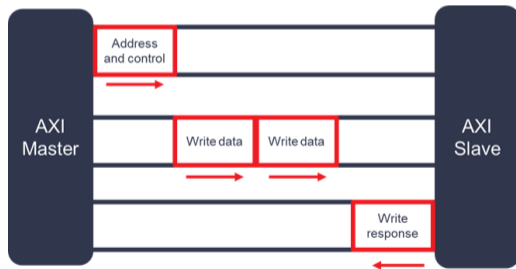 Address
and control
AXI
Master
Write data
Write data
AXI
Slave
Write
response